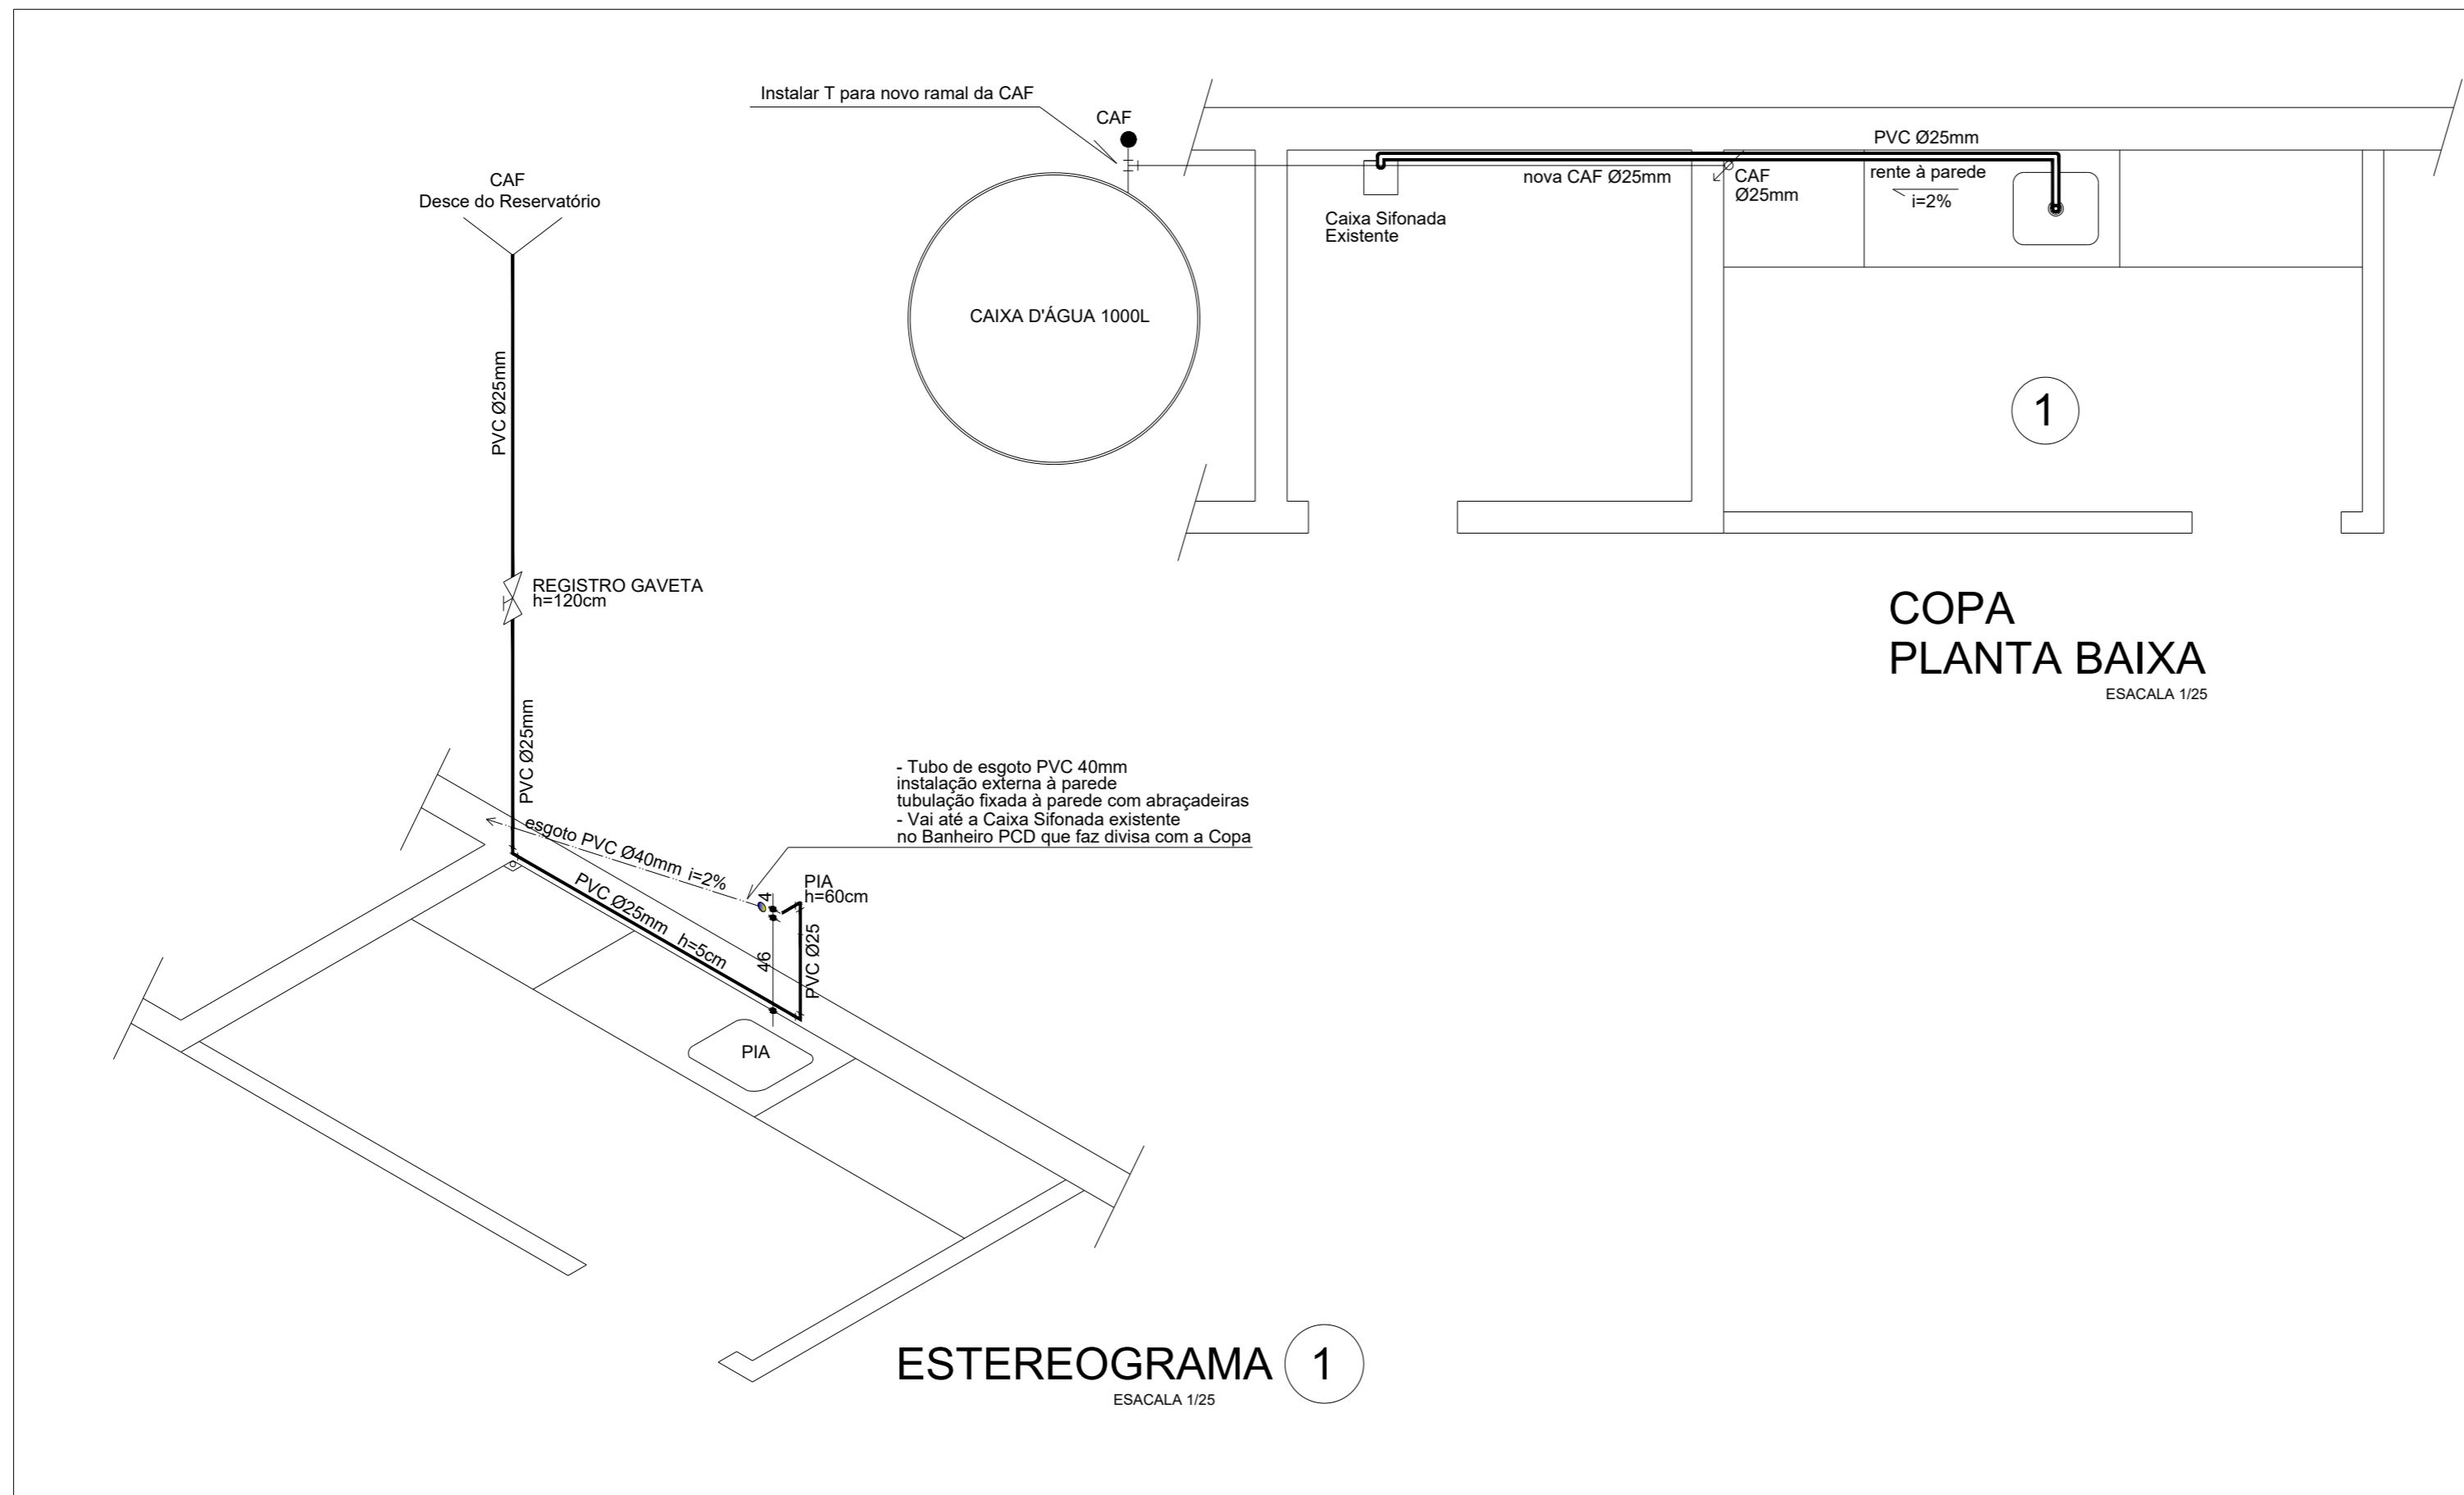 Instalar T para novo ramal da CAF
CAF
PVC Ø25mm
CAF
Desce do Reservatório
nova CAF Ø25mm
CAF
Ø25mm
rente à parede
i=2%
Caixa Sifonada
Existente
CAIXA D'ÁGUA 1000L
1
PVC Ø25mm
REGISTRO GAVETA
h=120cm
COPA
PLANTA BAIXA
ESACALA 1/25
PVC Ø25mm
- Tubo de esgoto PVC 40mm
instalação externa à parede
tubulação fixada à parede com abraçadeiras
- Vai até a Caixa Sifonada existente
no Banheiro PCD que faz divisa com a Copa
esgoto PVC Ø40mm i=2%
PVC Ø25mm h=5cm
4
PIA
h=60cm
46
PVC Ø25
PIA
ESTEREOGRAMA 1
ESACALA 1/25